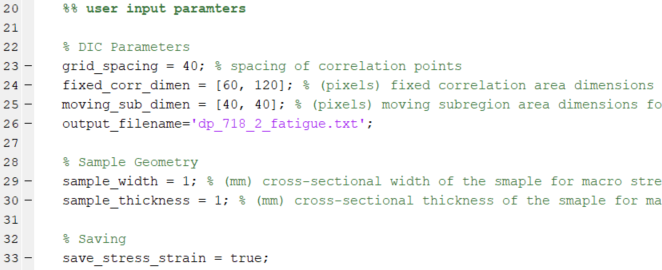 20 %% user input paramters
21
22 % DIC Parameters
23 – grid_spacing = 40; % spacing of correlation points
24 – fixed_corr_dimen = [60, 120]; % (pixels) fixed correlation area dimensions
25 – moving_sub_dimen = [40, 40]; % (pixels) moving subregion area dimensions fo
26 – output_filename='dp_718_2_fatigue.txt';
27
28 % Sample Geometry
29 – sample_width = 1; % (mm) cross-sectional width of the smaple for macro stre
30 – sample_thickness = 1; % (mm) cross-sectional thickness of the smaple for ma
31
32 % Saving
33 – save_stress_strain = true;